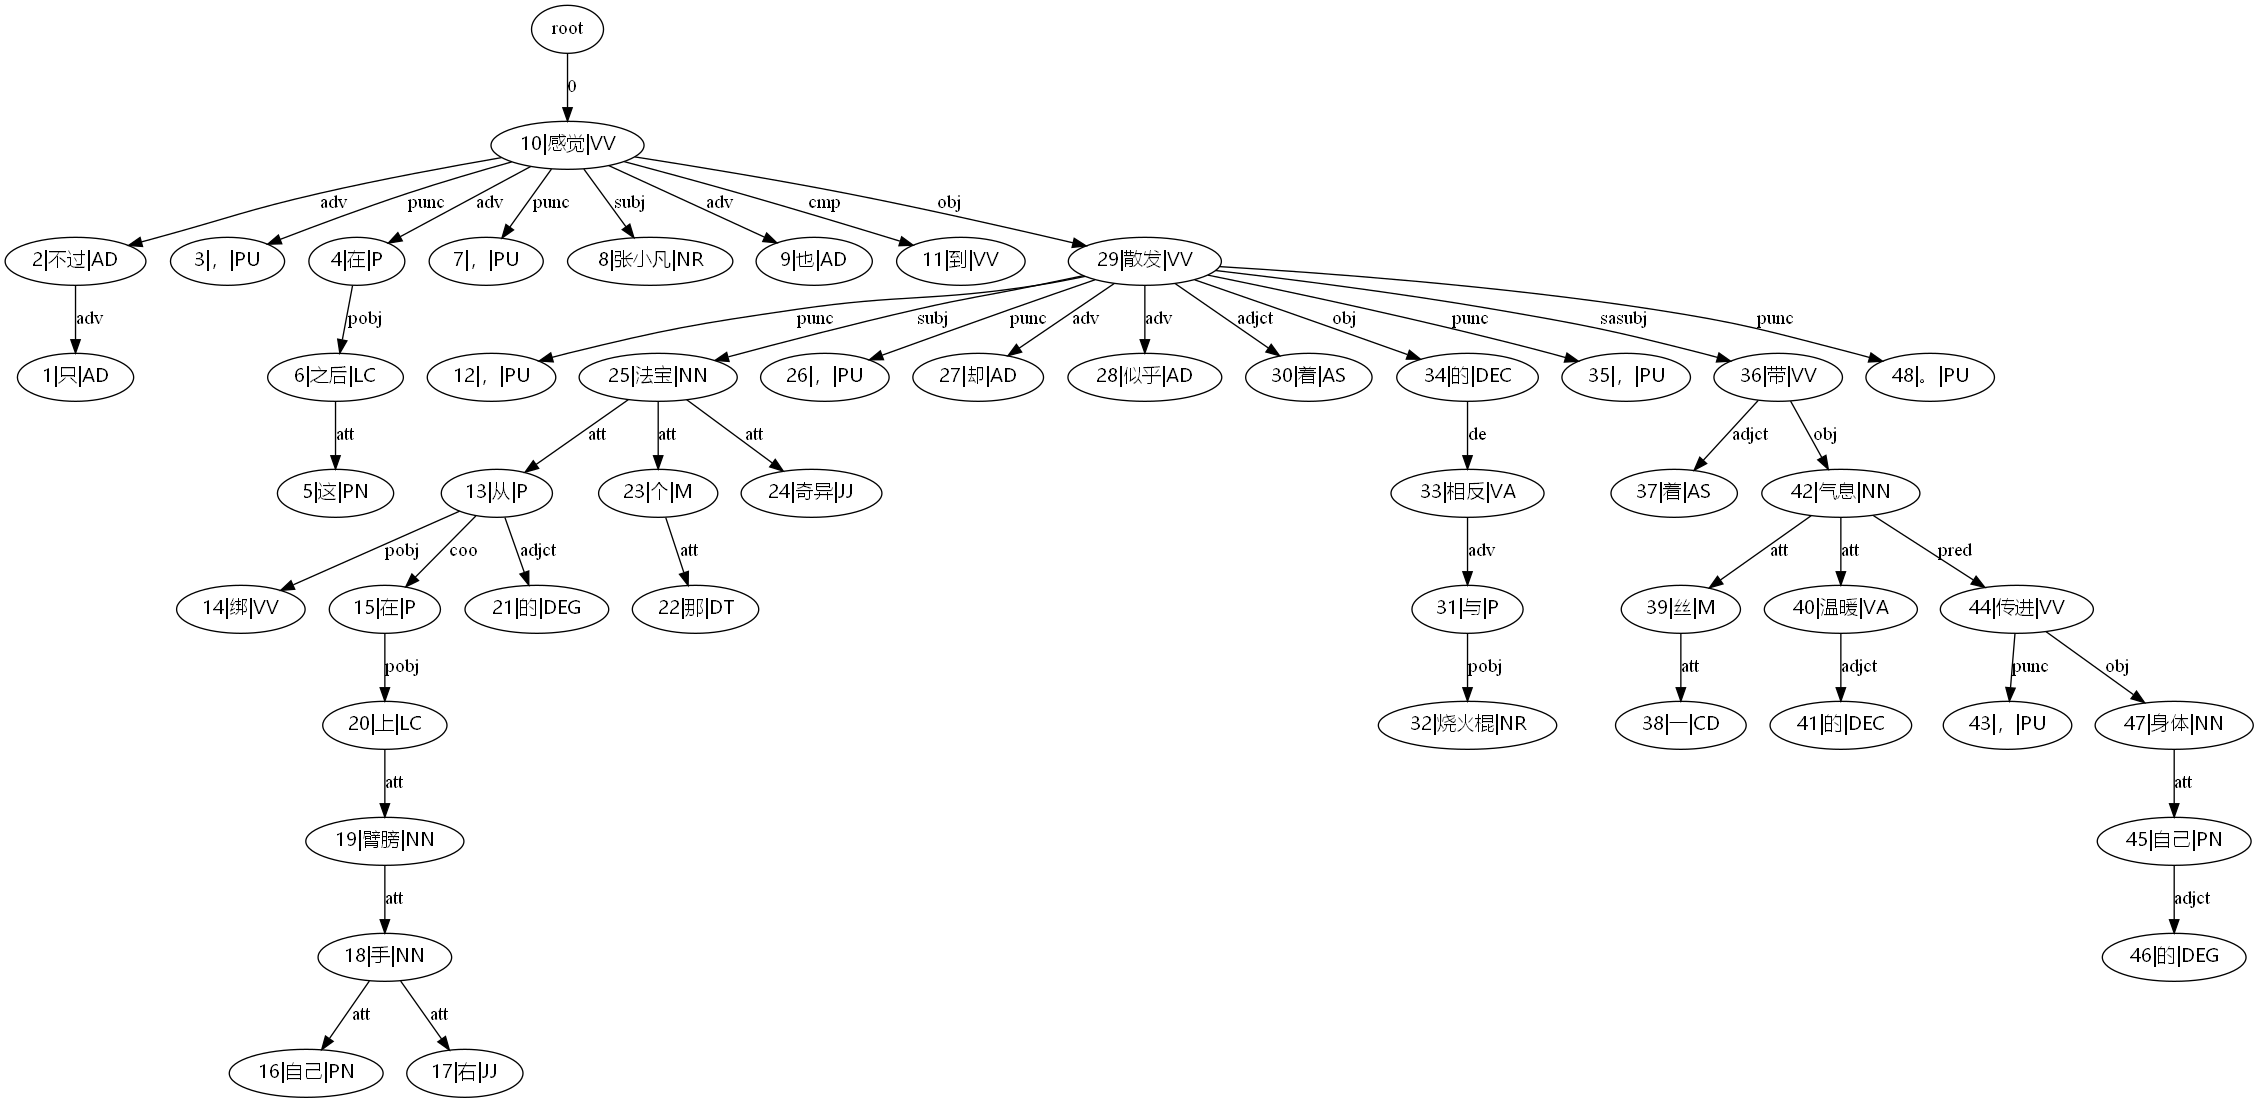 root
0
10|感觉|VV
adv punc adv punc subj adv cmp obj
2|不过|AD 3|，|PU 4|在|P 7|，|PU 8|张小凡|NR 9|也|AD 11|到|VV 29|散发|VV
adv pobj punc subj punc adv adv adjct obj punc sasubj punc
1|只|AD 6|之后|LC 12|，|PU 25|法宝|NN 26|，|PU 27|却|AD 28|似乎|AD 30|着|AS 34|的|DEC 35|，|PU 36|带|VV 48|。|PU
att att att att de adjct obj
5|这|PN 13|从|P 23|个|M 24|奇异|JJ 33|相反|VA 37|着|AS 42|气息|NN
pobj coo adjct att adv att att pred
14|绑|VV 15|在|P 21|的|DEG 22|那|DT 31|与|P 39|丝|M 40|温暖|VA 44|传进|VV
pobj pobj att adjct punc obj
20|上|LC 32|烧火棍|NR 38|一|CD 41|的|DEC 43|，|PU 47|身体|NN
att att
19|臂膀|NN 45|自己|PN
att adjct
18|手|NN 46|的|DEG
att att
16|自己|PN 17|右|JJ